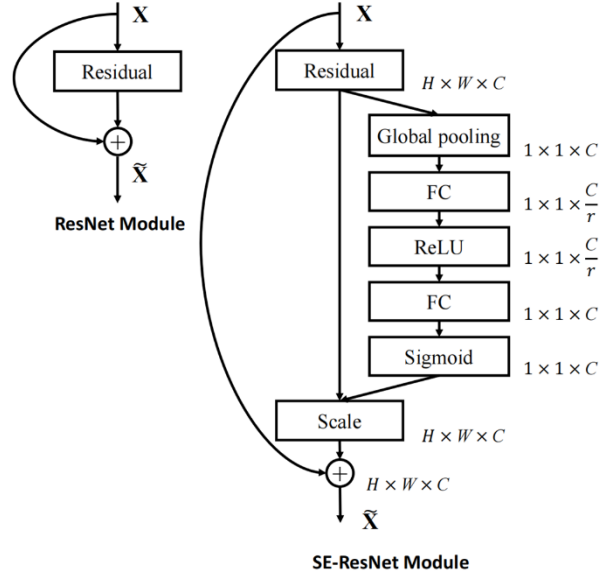 X
Residual
+
X̃
ResNet Module
X
Residual
H × W × C
Global pooling
1 × 1 × C
FC
1 × 1 × C/r
ReLU
1 × 1 × C/r
FC
1 × 1 × C
Sigmoid
1 × 1 × C
Scale
H × W × C
+
H × W × C
X̃
SE-ResNet Module